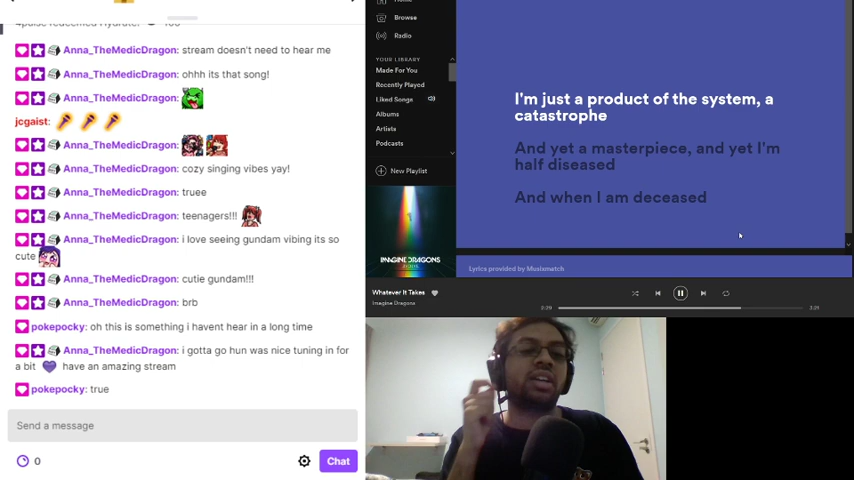 Anna_TheMedicDragon: stream doesn't need to hear me
Anna_TheMedicDragon: ohhh its that song!
Anna_TheMedicDragon:
jcgaist:
Anna_TheMedicDragon:
Anna_TheMedicDragon: cozy singing vibes yay!
Anna_TheMedicDragon: truee
Anna_TheMedicDragon: teenagers!!!
Anna_TheMedicDragon: i love seeing gundam vibing its so
cute
Anna_TheMedicDragon: cutie gundam!!!
Anna_TheMedicDragon: brb
pokepocky: oh this is something i havent hear in a long time
Anna_TheMedicDragon: i gotta go hun was nice tuning in for
a bit have an amazing stream
pokepocky: true
Send a message
0
Chat
Browse
Radio
YOUR LIBRARY
Made For You
Recently Played
Liked Songs
Albums
Artists
Podcasts
New Playlist
IMAGINE DRAGONS
Whatever It Takes
Imagine Dragons
I'm just a product of the system, a
catastrophe
And yet a masterpiece, and yet I'm
half diseased
And when I am deceased
Lyrics provided by Musixmatch